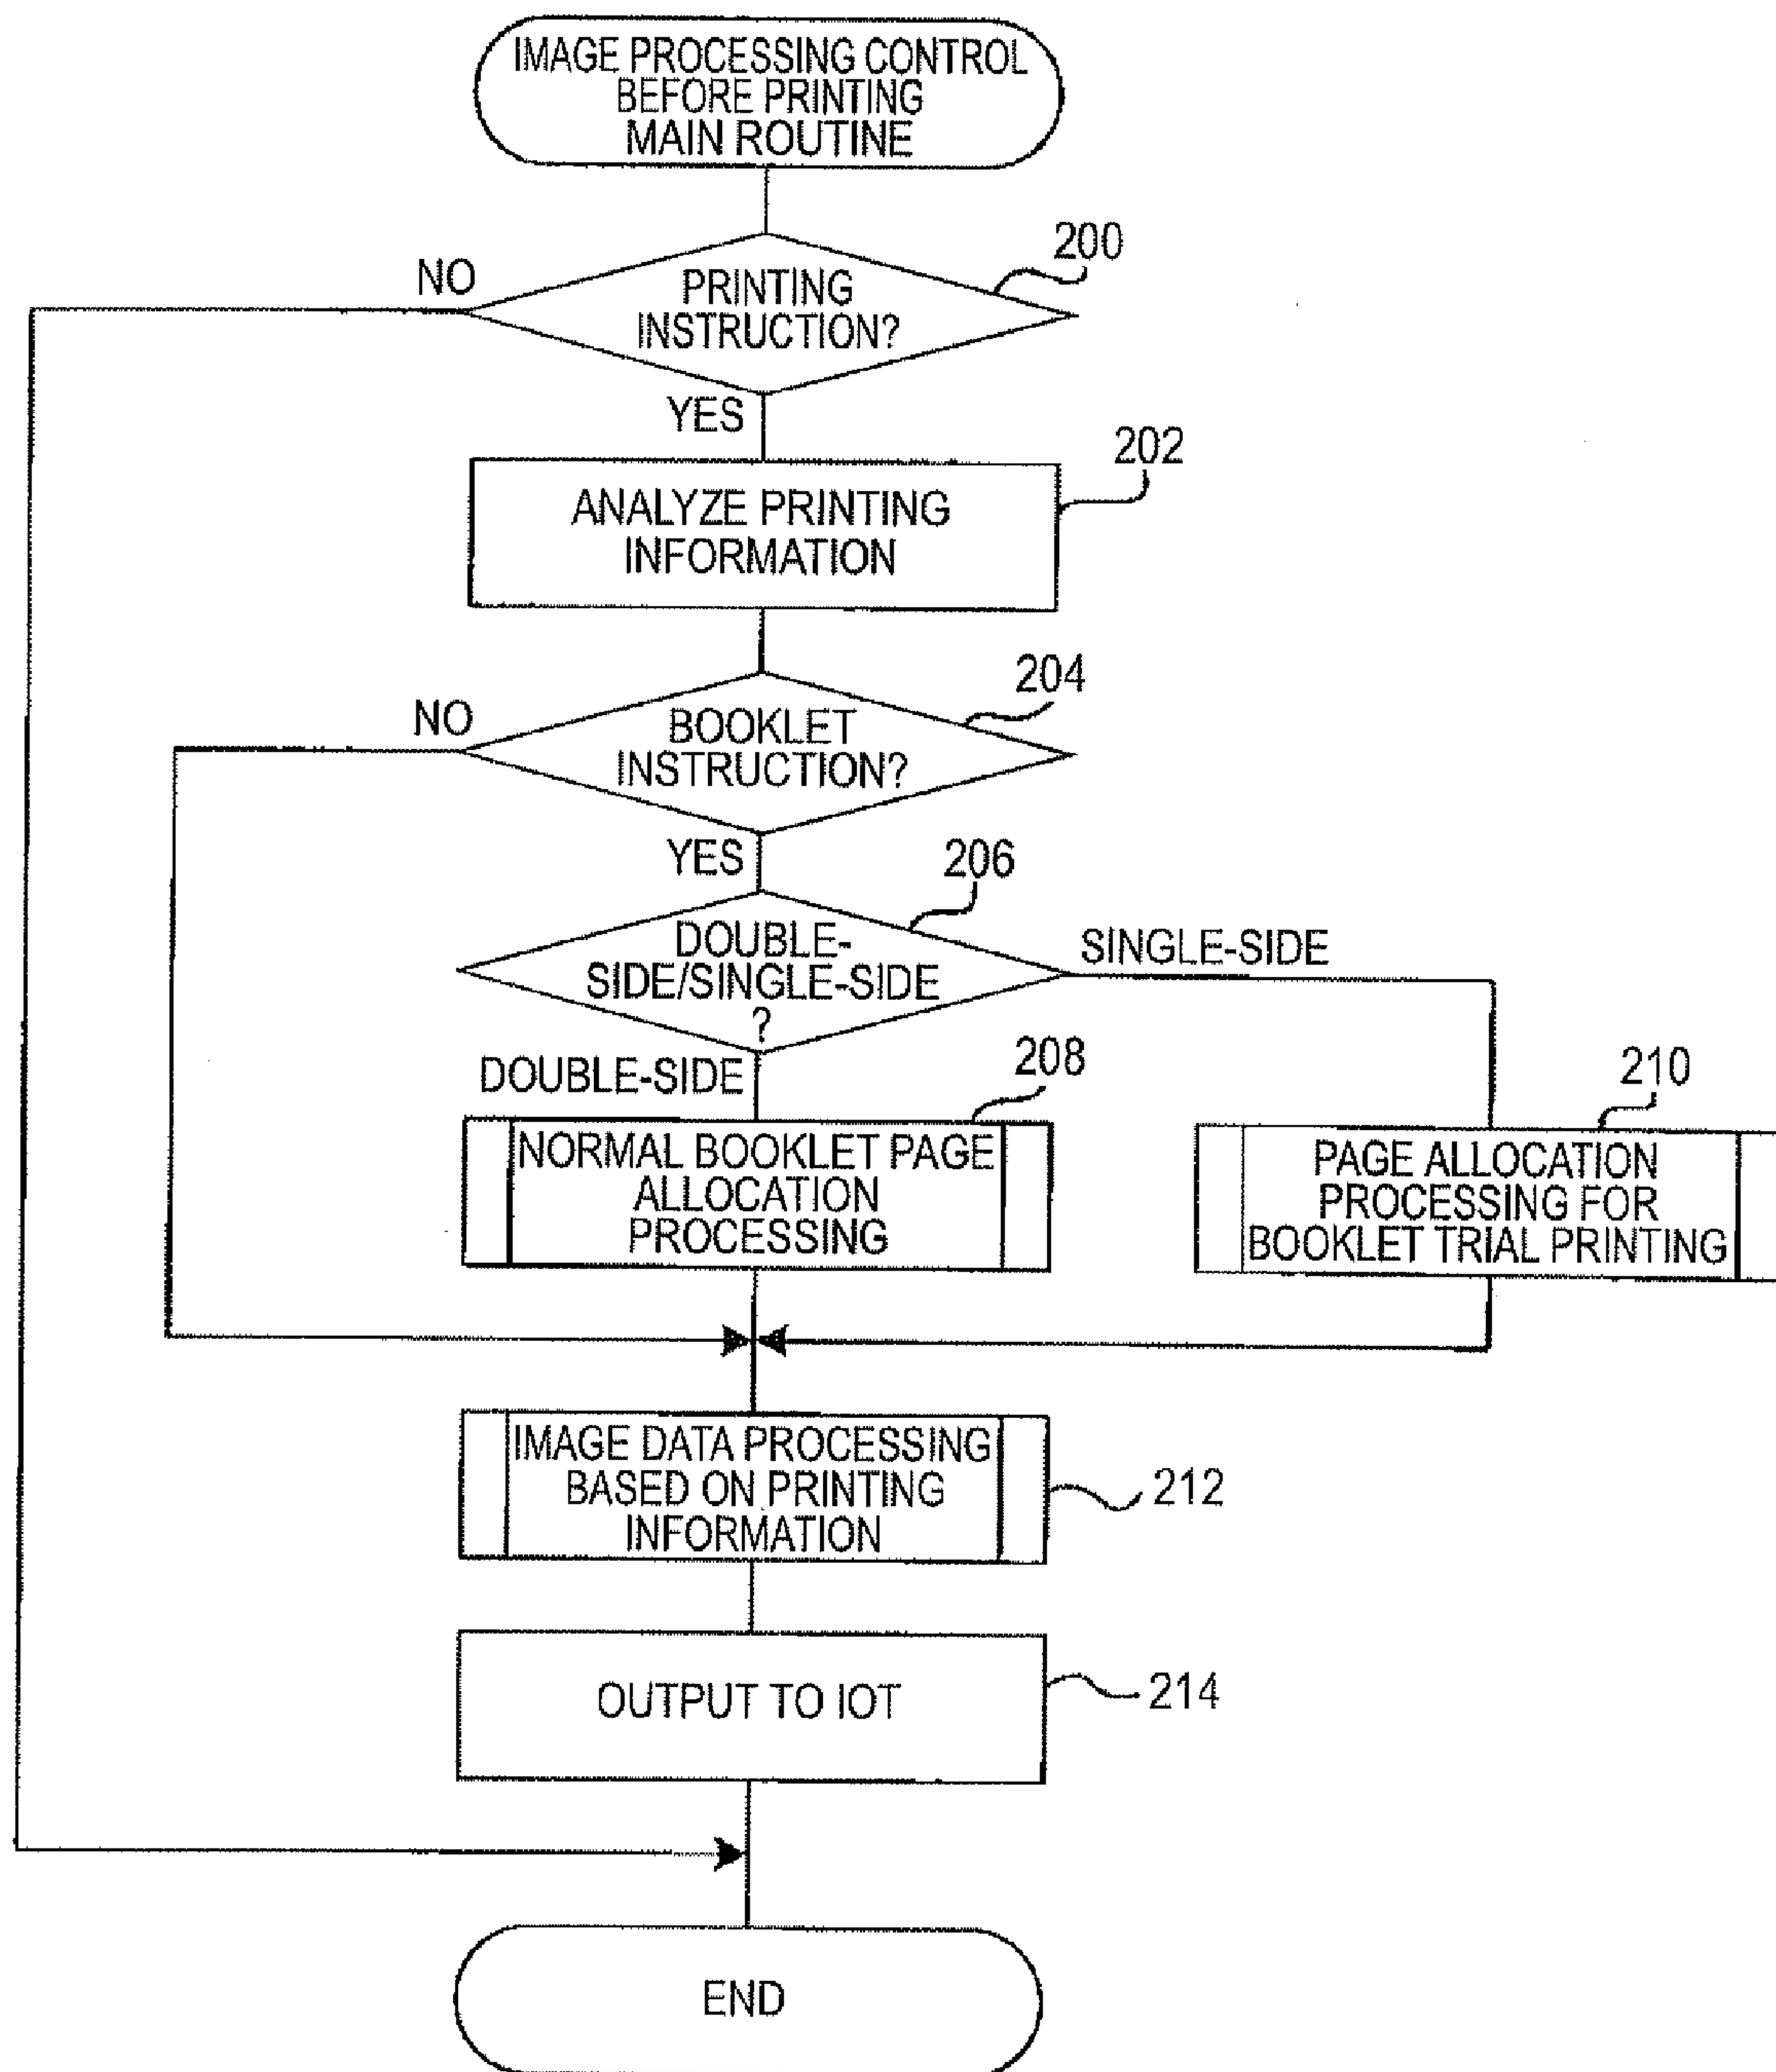 IMAGE PROCESSING CONTROL
BEFORE PRINTING
MAIN ROUTINE
200
NO
PRINTING
INSTRUCTION?
YES
202
ANALYZE PRINTING
INFORMATION
204
NO
BOOKLET
INSTRUCTION?
YES
206
DOUBLE-
SIDE/SINGLE-SIDE
?
SINGLE-SIDE
DOUBLE-SIDE
208
210
NORMAL BOOKLET PAGE
ALLOCATION
PROCESSING
PAGE ALLOCATION
PROCESSING FOR
BOOKLET TRIAL PRINTING
IMAGE DATA PROCESSING
BASED ON PRINTING
INFORMATION
212
OUTPUT TO IOT
214
END